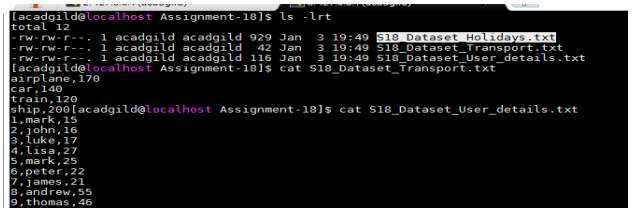 [acadgild@localhost Assignment-18]$ ls -lrt
total 12
-rw-rw-r--. 1 acadgild acadgild 929 Jan  3 19:49 S18_Dataset_Holidays.txt
-rw-rw-r--. 1 acadgild acadgild  42 Jan  3 19:49 S18_Dataset_Transport.txt
-rw-rw-r--. 1 acadgild acadgild 116 Jan  3 19:49 S18_Dataset_User_details.txt
[acadgild@localhost Assignment-18]$ cat S18_Dataset_Transport.txt
airplane,170
car,140
train,120
ship,200[acadgild@localhost Assignment-18]$ cat S18_Dataset_User_details.txt
1,mark,15
2,john,16
3,luke,17
4,lisa,27
5,mark,25
6,peter,22
7,james,21
8,andrew,55
9,thomas,46